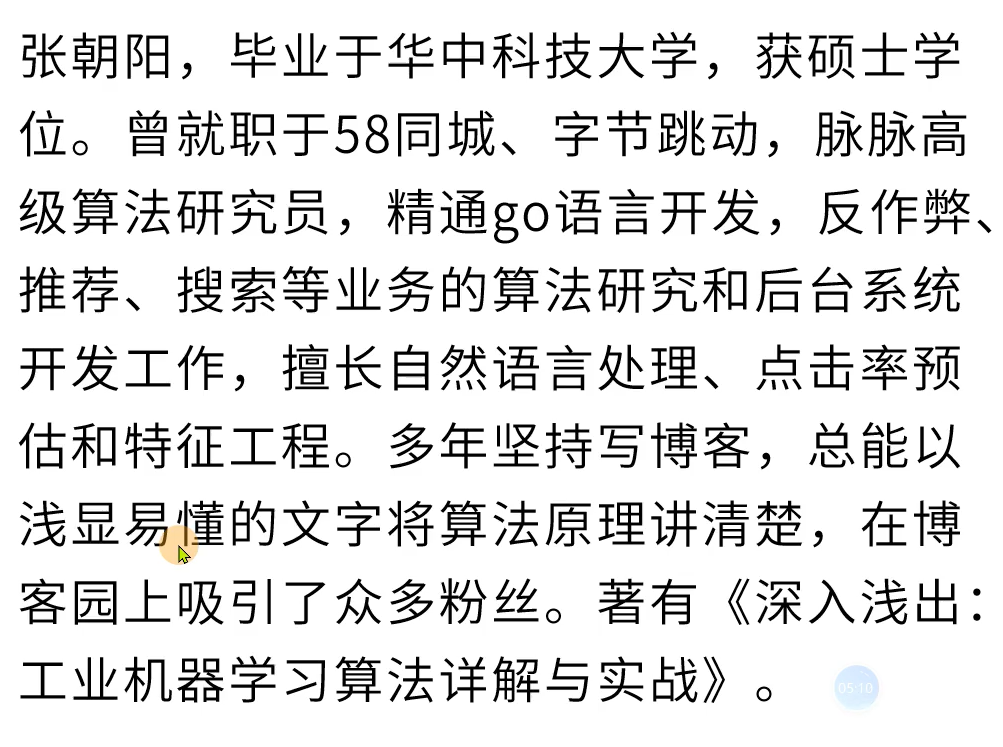 张朝阳，毕业于华中科技大学，获硕士学
位。曾就职于58同城、字节跳动，脉脉高
级算法研究员，精通go语言开发，反作弊、
推荐、搜索等业务的算法研究和后台系统
开发工作，擅长自然语言处理、点击率预
估和特征工程。多年坚持写博客，总能以
浅显易懂的文字将算法原理讲清楚，在博
客园上吸引了众多粉丝。著有《深入浅出：
工业机器学习算法详解与实战》。
05:10